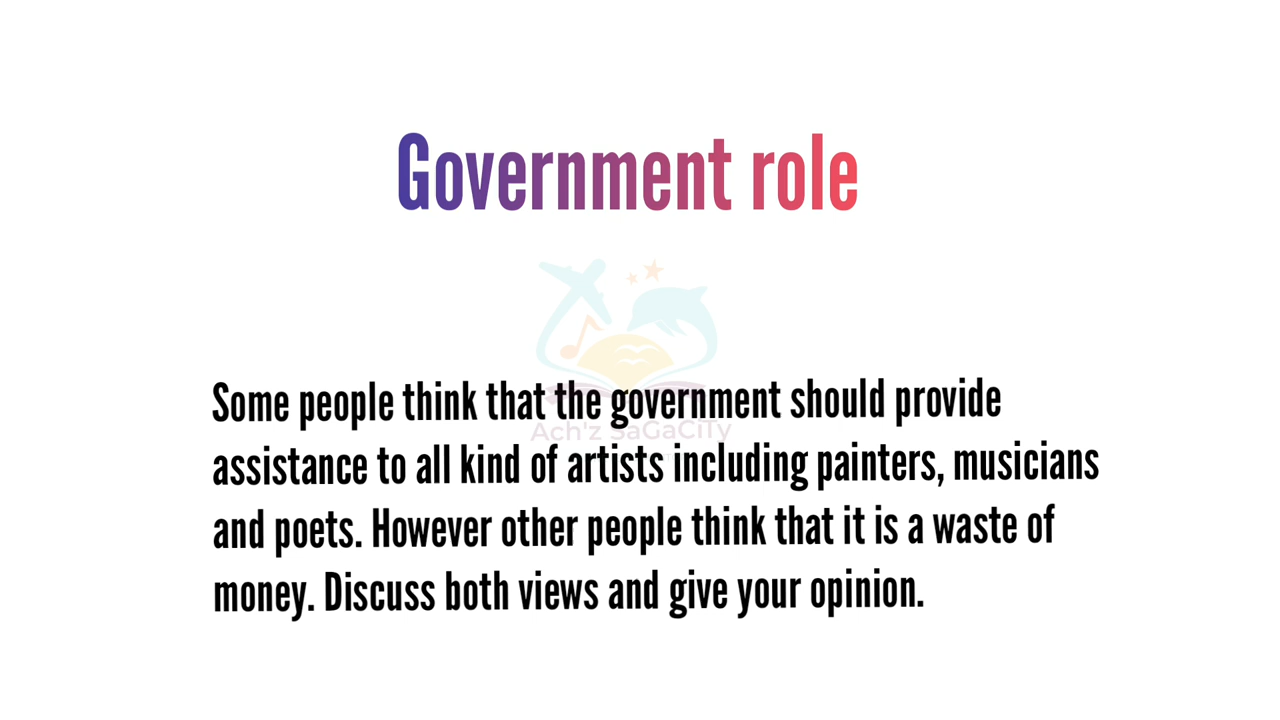 Government role
Ach'z SaGaCiTy
Some people think that the government should provide
assistance to all kind of artists including painters, musicians
and poets. However other people think that it is a waste of
money. Discuss both views and give your opinion.